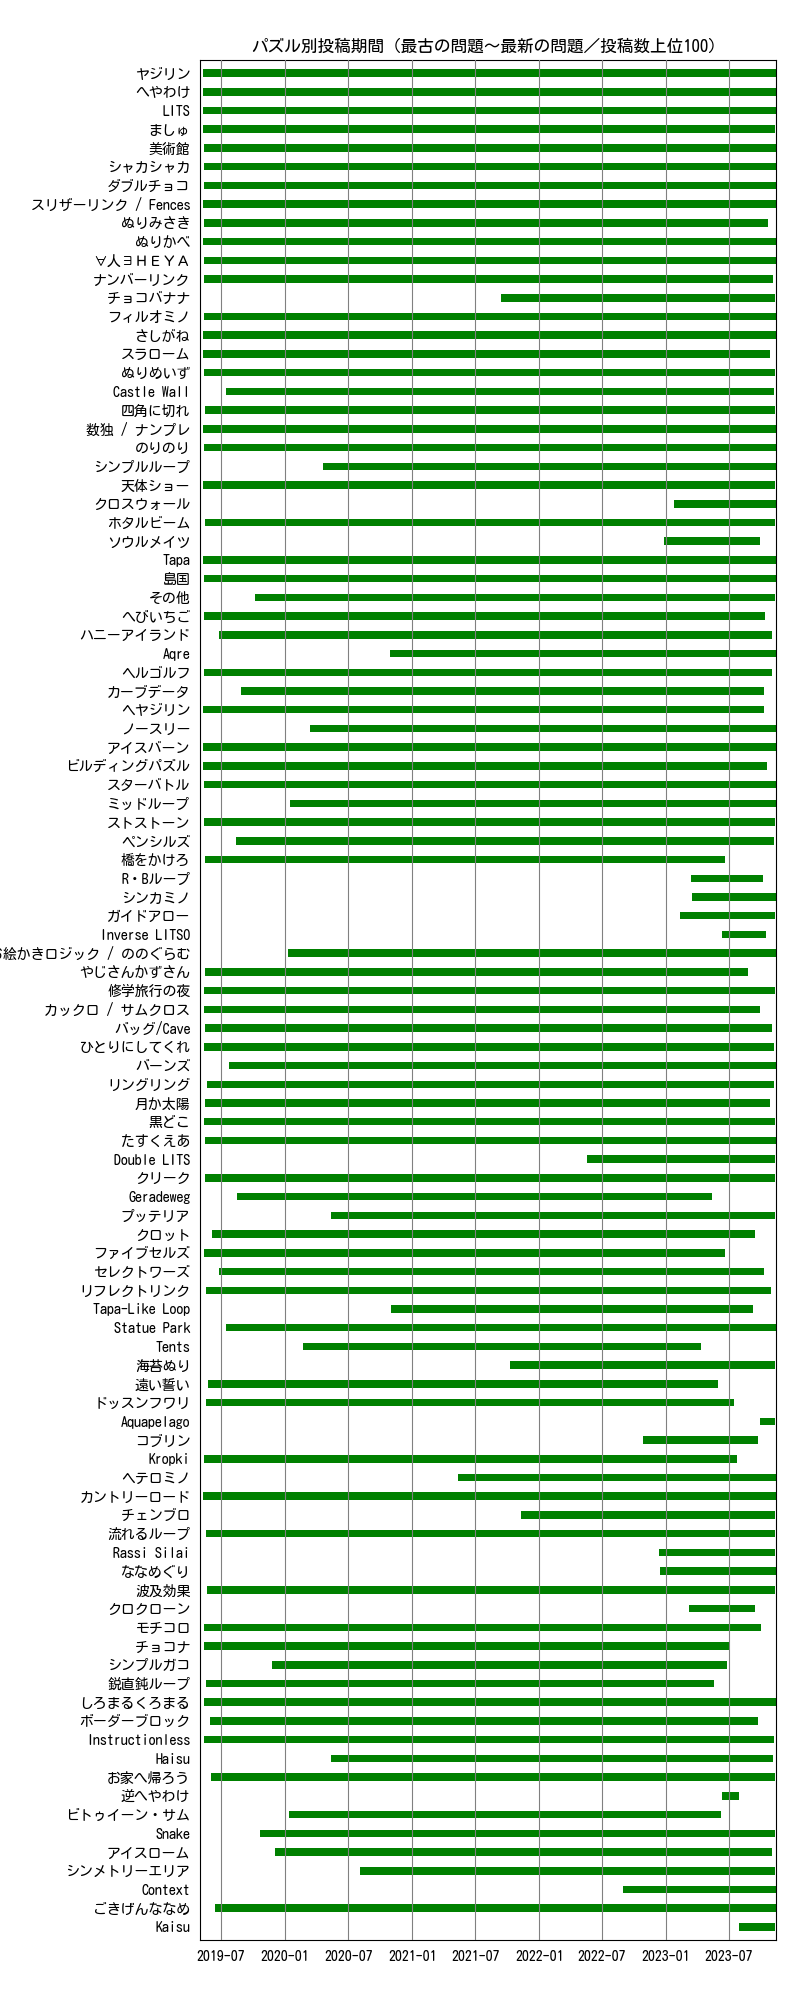 パズル別投稿期間（最古の問題～最新の問題／投稿数上位100）
ヤジリン
へやわけ
LITS
ましゅ
美術館
シャカシャカ
ダブルチョコ
スリザーリンク / Fences
ぬりみさき
ぬりかべ
∀人∃ＨＥＹＡ
ナンバーリンク
チョコバナナ
フィルオミノ
さしがね
スラローム
ぬりめいず
Castle Wall
四角に切れ
数独 / ナンプレ
のりのり
シンプルループ
天体ショー
クロスウォール
ホタルビーム
ソウルメイツ
Tapa
島国
その他
へびいちご
ハニーアイランド
Aqre
ヘルゴルフ
カーブデータ
ヘヤジリン
ノースリー
アイスバーン
ビルディングパズル
スターバトル
ミッドループ
ストストーン
ペンシルズ
橋をかけろ
R・Bループ
シンカミノ
ガイドアロー
Inverse LITSO
絵かきロジック / ののぐらむ
やじさんかずさん
修学旅行の夜
カックロ / サムクロス
バッグ/Cave
ひとりにしてくれ
バーンズ
リングリング
月か太陽
黒どこ
たすくえあ
Double LITS
クリーク
Geradeweg
プッテリア
クロット
ファイブセルズ
セレクトワーズ
リフレクトリンク
Tapa-Like Loop
Statue Park
Tents
海苔ぬり
遠い誓い
ドッスンフワリ
Aquapelago
コブリン
Kropki
ヘテロミノ
カントリーロード
チェンブロ
流れるループ
Rassi Silai
ななめぐり
波及効果
クロクローン
モチコロ
チョコナ
シンプルガコ
鋭直鈍ループ
しろまるくろまる
ボーダーブロック
Instructionless
Haisu
お家へ帰ろう
逆へやわけ
ビトゥイーン・サム
Snake
アイスローム
シンメトリーエリア
Context
ごきげんななめ
Kaisu
2019-07 2020-01 2020-07 2021-01 2021-07 2022-01 2022-07 2023-01 2023-07